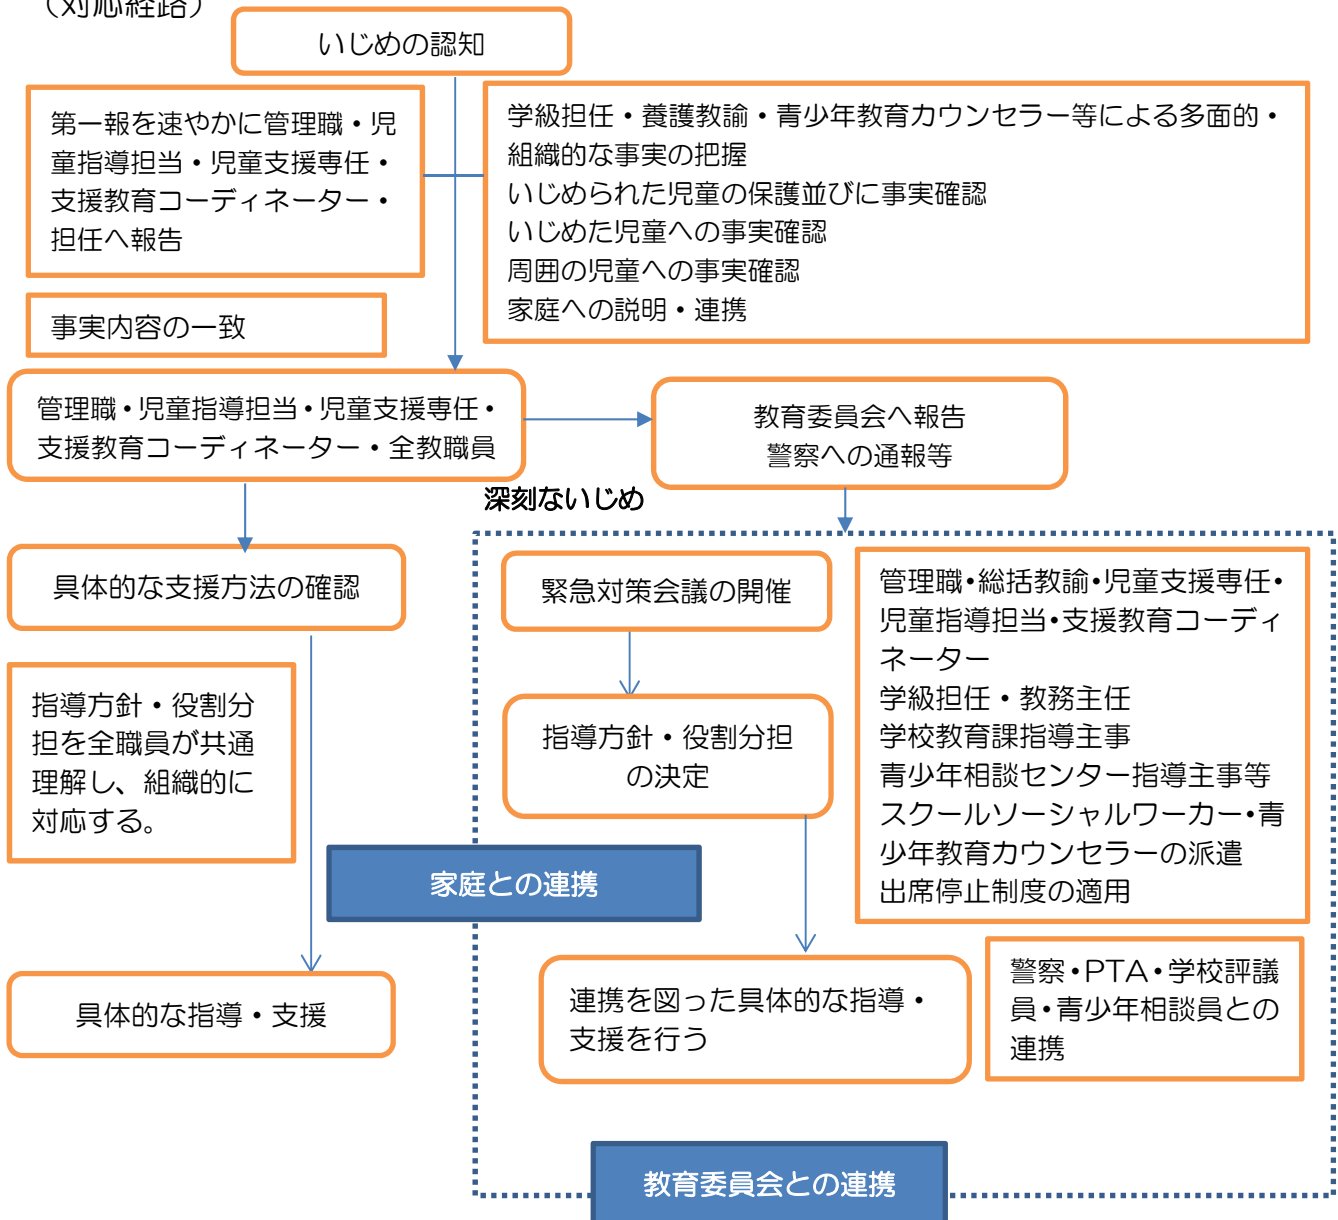 （対応経路）
いじめの認知
第一報を速やかに管理職・児
童指導担当・児童支援専任・
支援教育コーディネーター・
担任へ報告
学級担任・養護教諭・青少年教育カウンセラー等による多面的・
組織的な事実の把握
いじめられた児童の保護並びに事実確認
いじめた児童への事実確認
周囲の児童への事実確認
家庭への説明・連携
事実内容の一致
管理職・児童指導担当・児童支援専任・
支援教育コーディネーター・全教職員
教育委員会へ報告
警察への通報等
深刻ないじめ
具体的な支援方法の確認
緊急対策会議の開催
管理職・総括教諭・児童支援専任・
児童指導担当・支援教育コーディ
ネーター
学級担任・教務主任
学校教育課指導主事
青少年相談センター指導主事等
スクールソーシャルワーカー・青
少年教育カウンセラーの派遣
出席停止制度の適用
指導方針・役割分
担を全職員が共通
理解し、組織的に
対応する。
指導方針・役割分担
の決定
家庭との連携
具体的な指導・支援
連携を図った具体的な指導・
支援を行う
警察・PTA・学校評議
員・青少年相談員との
連携
教育委員会との連携